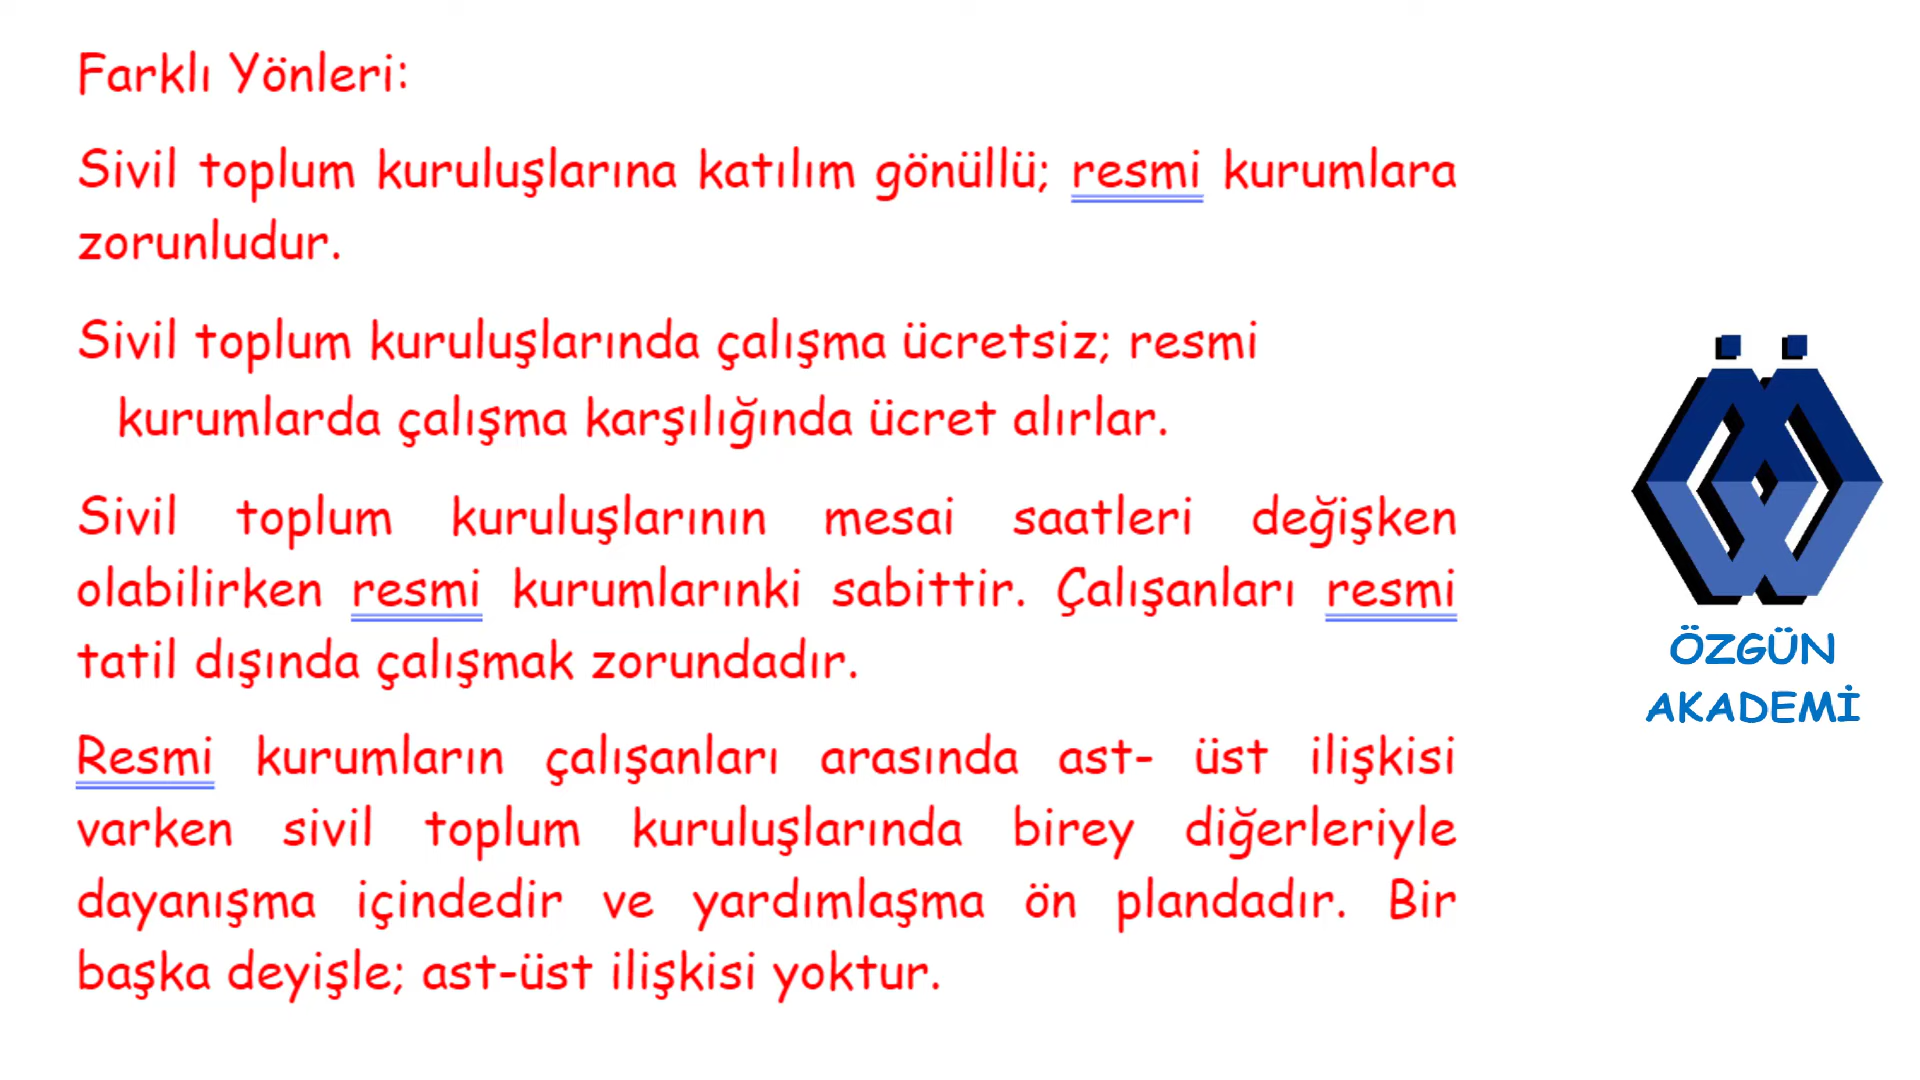 Farklı Yönleri:
Sivil toplum kuruluşlarına katılım gönüllü; resmi kurumlara
zorunludur.
Sivil toplum kuruluşlarında çalışma ücretsiz; resmi
kurumlarda çalışma karşılığında ücret alırlar.
Sivil toplum kuruluşlarının mesai saatleri değişken
olabilirken resmi kurumlarınki sabittir. Çalışanları resmi
tatil dışında çalışmak zorundadır.
Resmi kurumların çalışanları arasında ast- üst ilişkisi
varken sivil toplum kuruluşlarında birey diğerleriyle
dayanışma içindedir ve yardımlaşma ön plandadır. Bir
başka deyişle; ast-üst ilişkisi yoktur.
ÖZGÜN
AKADEMİ